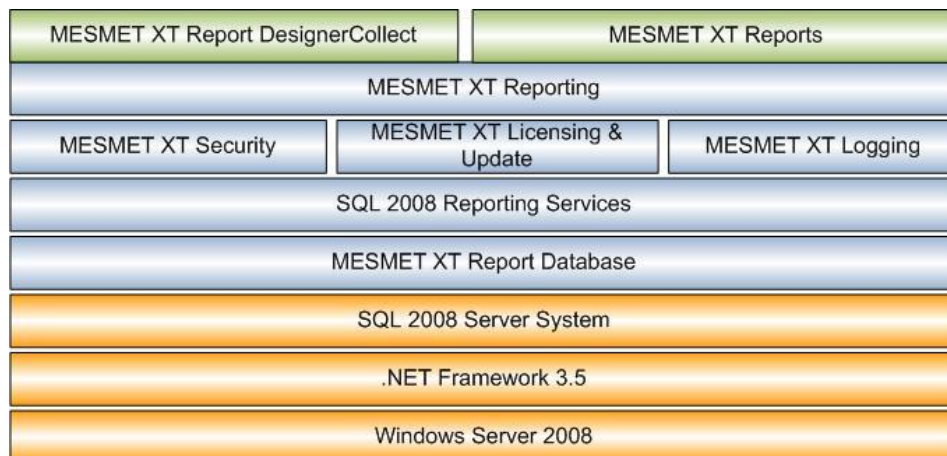 MESMET XT Report DesignerCollect
MESMET XT Reports
MESMET XT Reporting
MESMET XT Security
MESMET XT Licensing &
Update
MESMET XT Logging
SQL 2008 Reporting Services
MESMET XT Report Database
SQL 2008 Server System
.NET Framework 3.5
Windows Server 2008